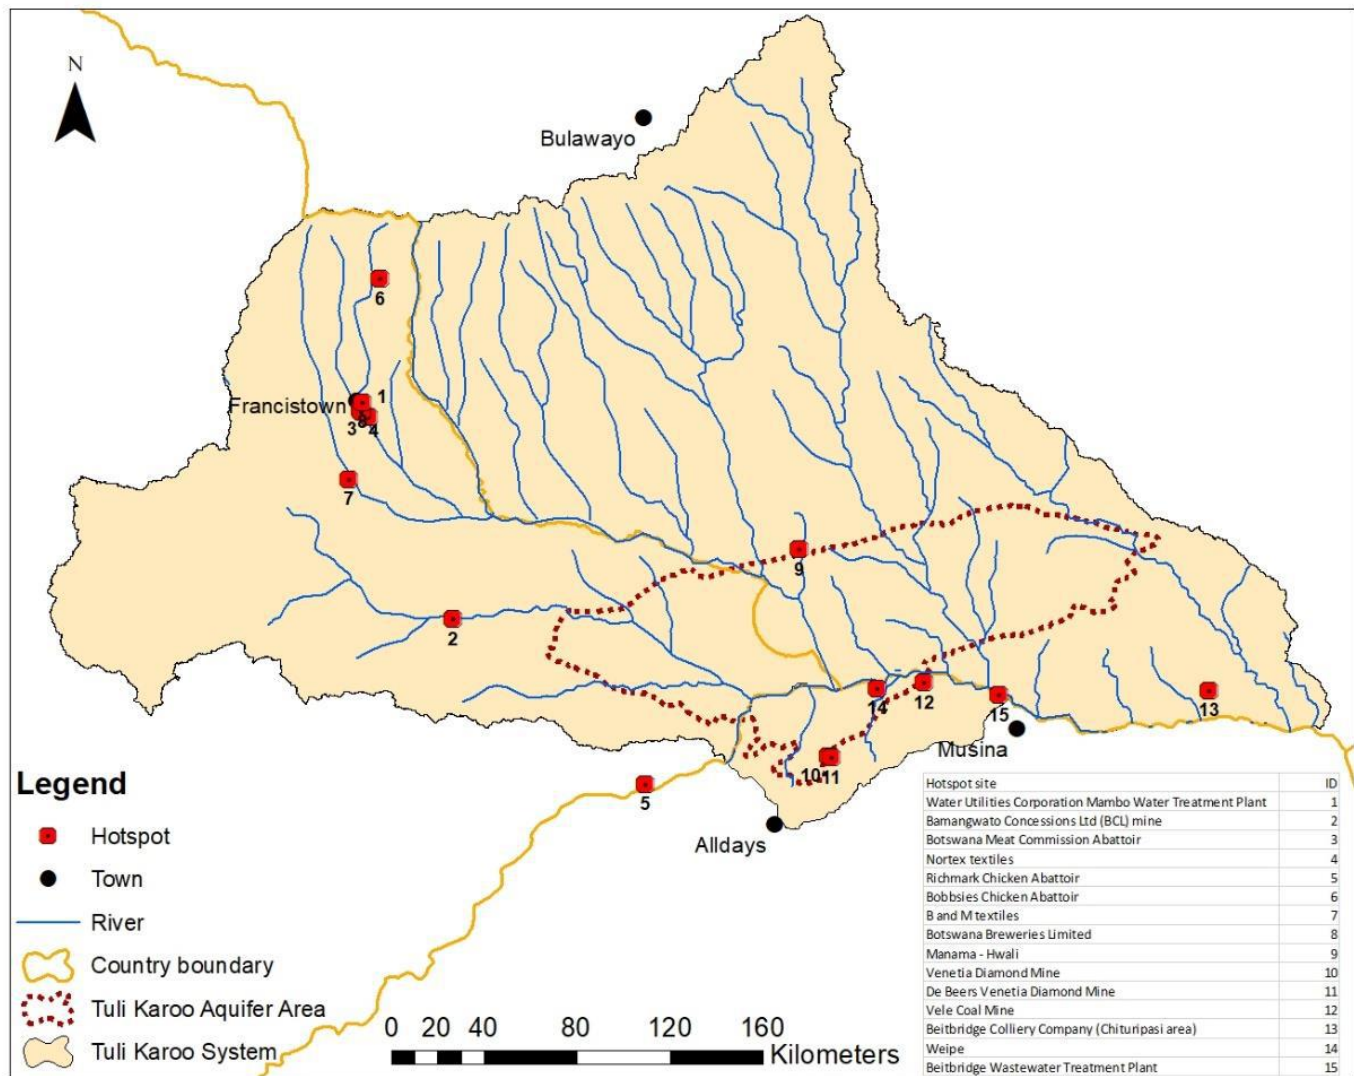 N
Bulawayo
6
Francistown
1
3
8
4
7
9
2
14
12
15
13
Musina
10
11
5
Alldays
Legend
Hotspot
Town
River
Country boundary
Tuli Karoo Aquifer Area
Tuli Karoo System
0 20 40 80 120 160
Kilometers
Hotspot site ID
Water Utilities Corporation Mambo Water Treatment Plant 1
Bamangwato Concessions Ltd (BCL) mine 2
Botswana Meat Commission Abattoir 3
Nortex textiles 4
Richmark Chicken Abattoir 5
Bobbsies Chicken Abattoir 6
B and M textiles 7
Botswana Breweries Limited 8
Manama - Hwali 9
Venetia Diamond Mine 10
De Beers Venetia Diamond Mine 11
Vele Coal Mine 12
Beitbridge Colliery Company (Chituripasi area) 13
Weipe 14
Beitbridge Wastewater Treatment Plant 15